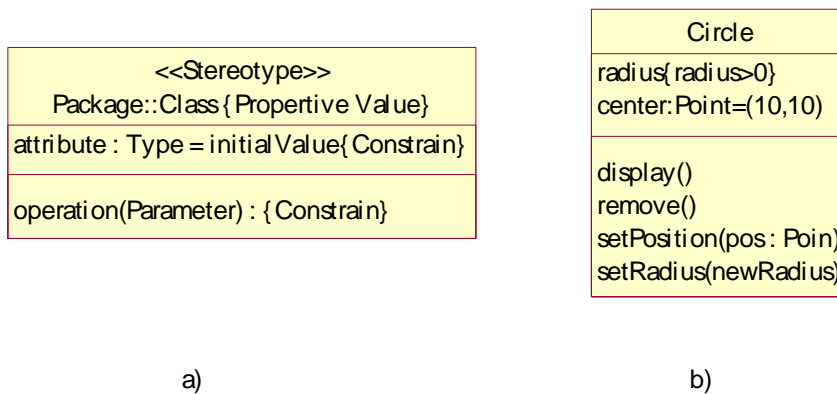 <<Stereotype>>
Package::Class{Propertive Value}
attribute : Type = initialValue{Constrain}
operation(Parameter) : {Constrain}
a)
Circle
radius{radius>0}
center:Point=(10,10)
display()
remove()
setPosition(pos : Poin)
setRadius(newRadius)
b)